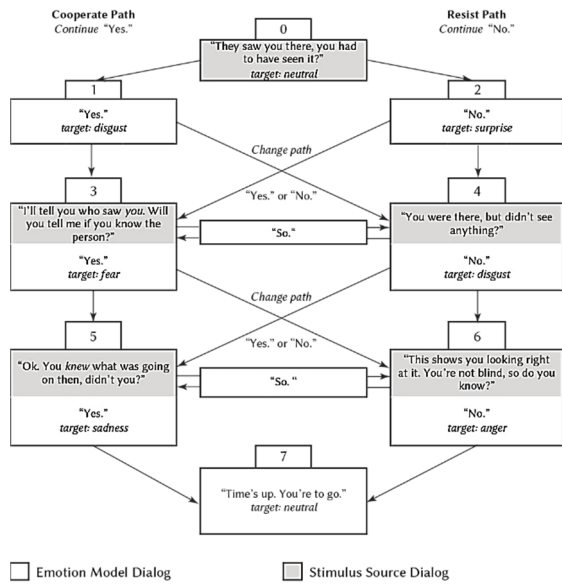 Cooperate Path
Continue “Yes.”
Resist Path
Continue “No.”
0
“They saw you there, you had
to have seen it?”
target: neutral
1
“Yes.”
target: disgust
2
“No.”
target: surprise
Change path
“Yes.” or “No.”
3
“I’ll tell you who saw you. Will
you tell me if you know the
person?”
“Yes.”
target: fear
“So.“
4
“You were there, but didn’t see
anything?”
“No.”
target: disgust
Change path
“Yes.” or “No.”
5
“Ok. You knew what was going
on then, didn’t you?”
“Yes.”
target: sadness
“So. “
6
“This shows you looking right
at it. You’re not blind, so do you
know?”
“No.”
target: anger
7
“Time’s up. You’re to go.”
target: neutral
Emotion Model Dialog
Stimulus Source Dialog